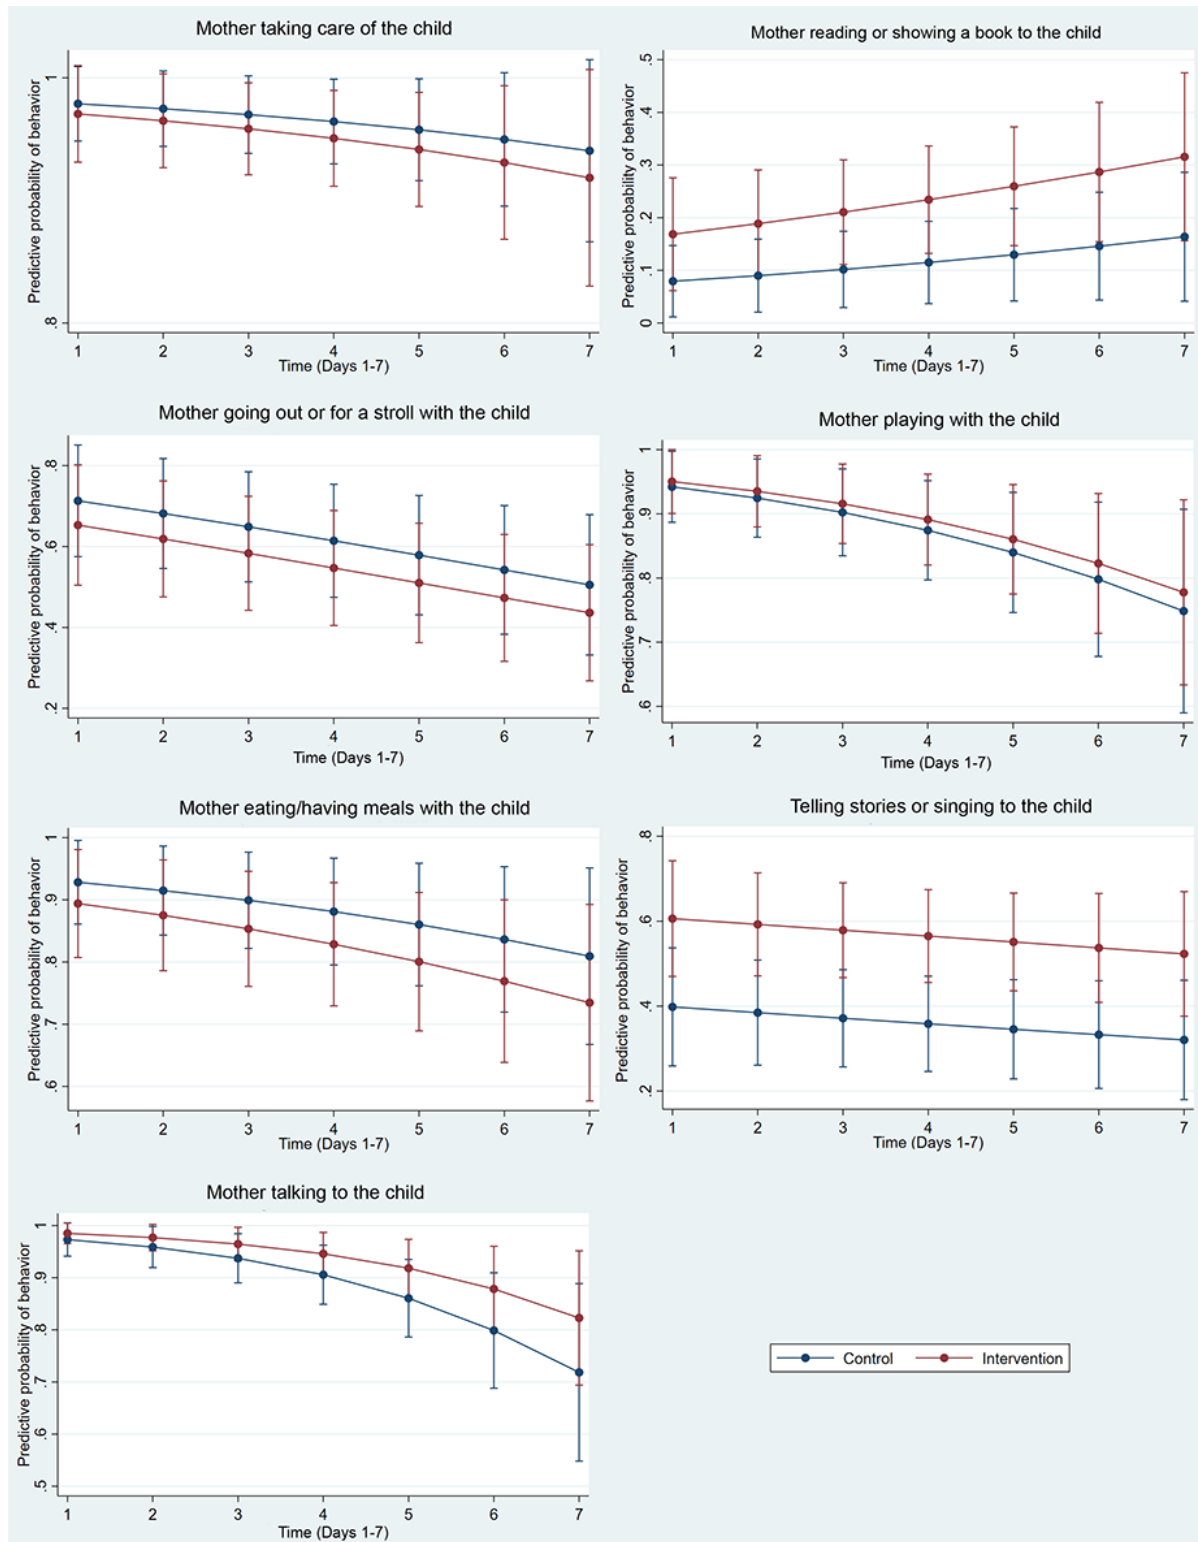 Mother taking care of the child
Predictive probability of behavior
1
.8
1 2 3 4 5 6 7
Time (Days 1-7)
Mother reading or showing a book to the child
Predictive probability of behavior
.5
.4
.3
.2
.1
0
1 2 3 4 5 6 7
Time (Days 1-7)
Mother going out or for a stroll with the child
Predictive probability of behavior
.8
.6
.4
.2
1 2 3 4 5 6 7
Time (Days 1-7)
Mother playing with the child
Predictive probability of behavior
1
.9
.8
.7
.6
1 2 3 4 5 6 7
Time (Days 1-7)
Mother eating/having meals with the child
Predictive probability of behavior
1
.9
.8
.7
.6
1 2 3 4 5 6 7
Time (Days 1-7)
Telling stories or singing to the child
Predictive probability of behavior
.8
.6
.4
.2
1 2 3 4 5 6 7
Time (Days 1-7)
Mother talking to the child
Predictive probability of behavior
1
.9
.8
.7
.6
.5
1 2 3 4 5 6 7
Time (Days 1-7)
Control Intervention